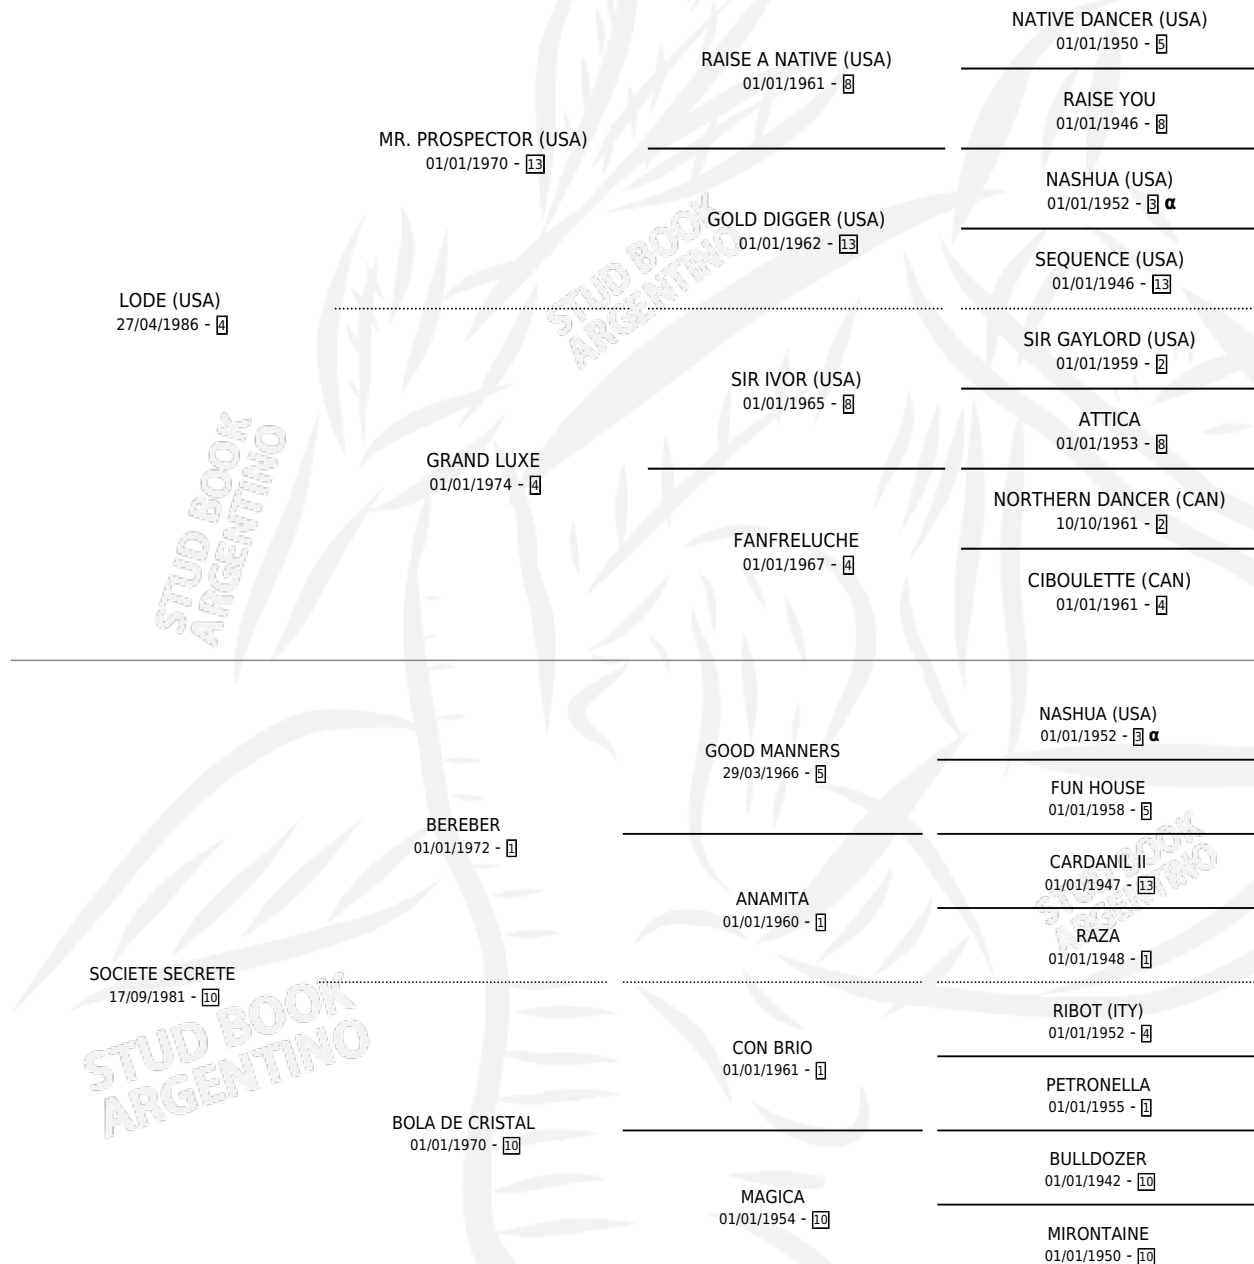 NATIVE DANCER (USA)
01/01/1950 - 5
RAISE A NATIVE (USA)
01/01/1961 - 8
RAISE YOU
01/01/1946 - 8
MR. PROSPECTOR (USA)
01/01/1970 - 13
NASHUA (USA)
01/01/1952 - 3 α
GOLD DIGGER (USA)
01/01/1962 - 13
SEQUENCE (USA)
01/01/1946 - 13
LODE (USA)
27/04/1986 - 4
STUD BOOK
ARGENTINO
SIR GAYLORD (USA)
01/01/1959 - 2
SIR IVOR (USA)
01/01/1965 - 8
ATTICA
01/01/1953 - 8
GRAND LUXE
01/01/1974 - 4
STUD BOOK
ARGENTINO
NORTHERN DANCER (CAN)
10/10/1961 - 2
FANFRELUCHE
01/01/1967 - 4
CIBOULETTE (CAN)
01/01/1961 - 4
NASHUA (USA)
01/01/1952 - 3 α
GOOD MANNERS
29/03/1966 - 5
FUN HOUSE
01/01/1958 - 5
BEREBER
01/01/1972 - 1
CARDANIL II
01/01/1947 - 13
STUD BOOK
ARGENTINO
ANAMITA
01/01/1960 - 1
RAZA
01/01/1948 - 1
SOCIETE SECRETE
17/09/1981 - 10
STUD BOOK
ARGENTINO
RIBOT (ITY)
01/01/1952 - 4
CON BRIO
01/01/1961 - 1
PETRONELLA
01/01/1955 - 1
BOLA DE CRISTAL
01/01/1970 - 10
BULLDOZER
01/01/1942 - 10
MAGICA
01/01/1954 - 10
MIRONTAINE
01/01/1950 - 10